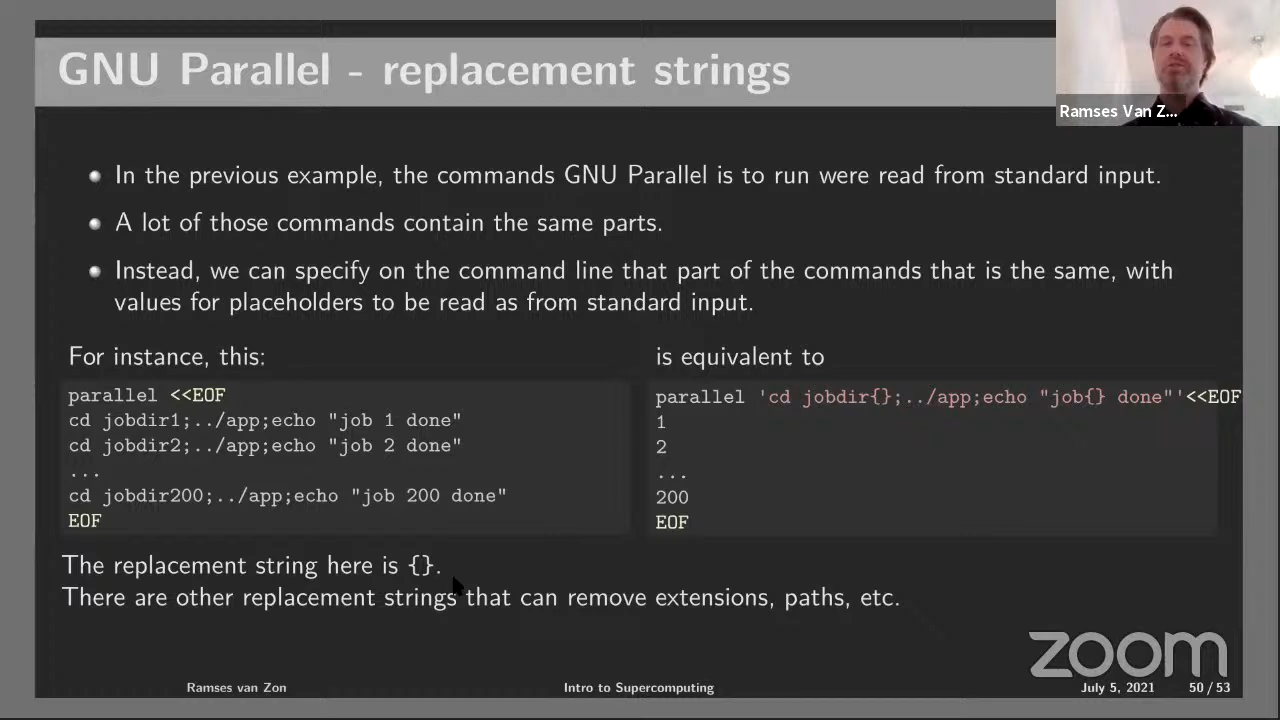 GNU Parallel - replacement strings
Ramses Van Z...
In the previous example, the commands GNU Parallel is to run were read from standard input.
A lot of those commands contain the same parts.
Instead, we can specify on the command line that part of the commands that is the same, with
values for placeholders to be read as from standard input.
For instance, this:
parallel <<EOF
cd jobdir1;../app;echo "job 1 done"
cd jobdir2;../app;echo "job 2 done"
...
cd jobdir200;../app;echo "job 200 done"
EOF
is equivalent to
parallel 'cd jobdir{};../app;echo "job{} done"'<<EOF
1
2
...
200
EOF
The replacement string here is {}.
There are other replacement strings that can remove extensions, paths, etc.
zoom
Ramses van Zon
Intro to Supercomputing
July 5, 2021
50 / 53